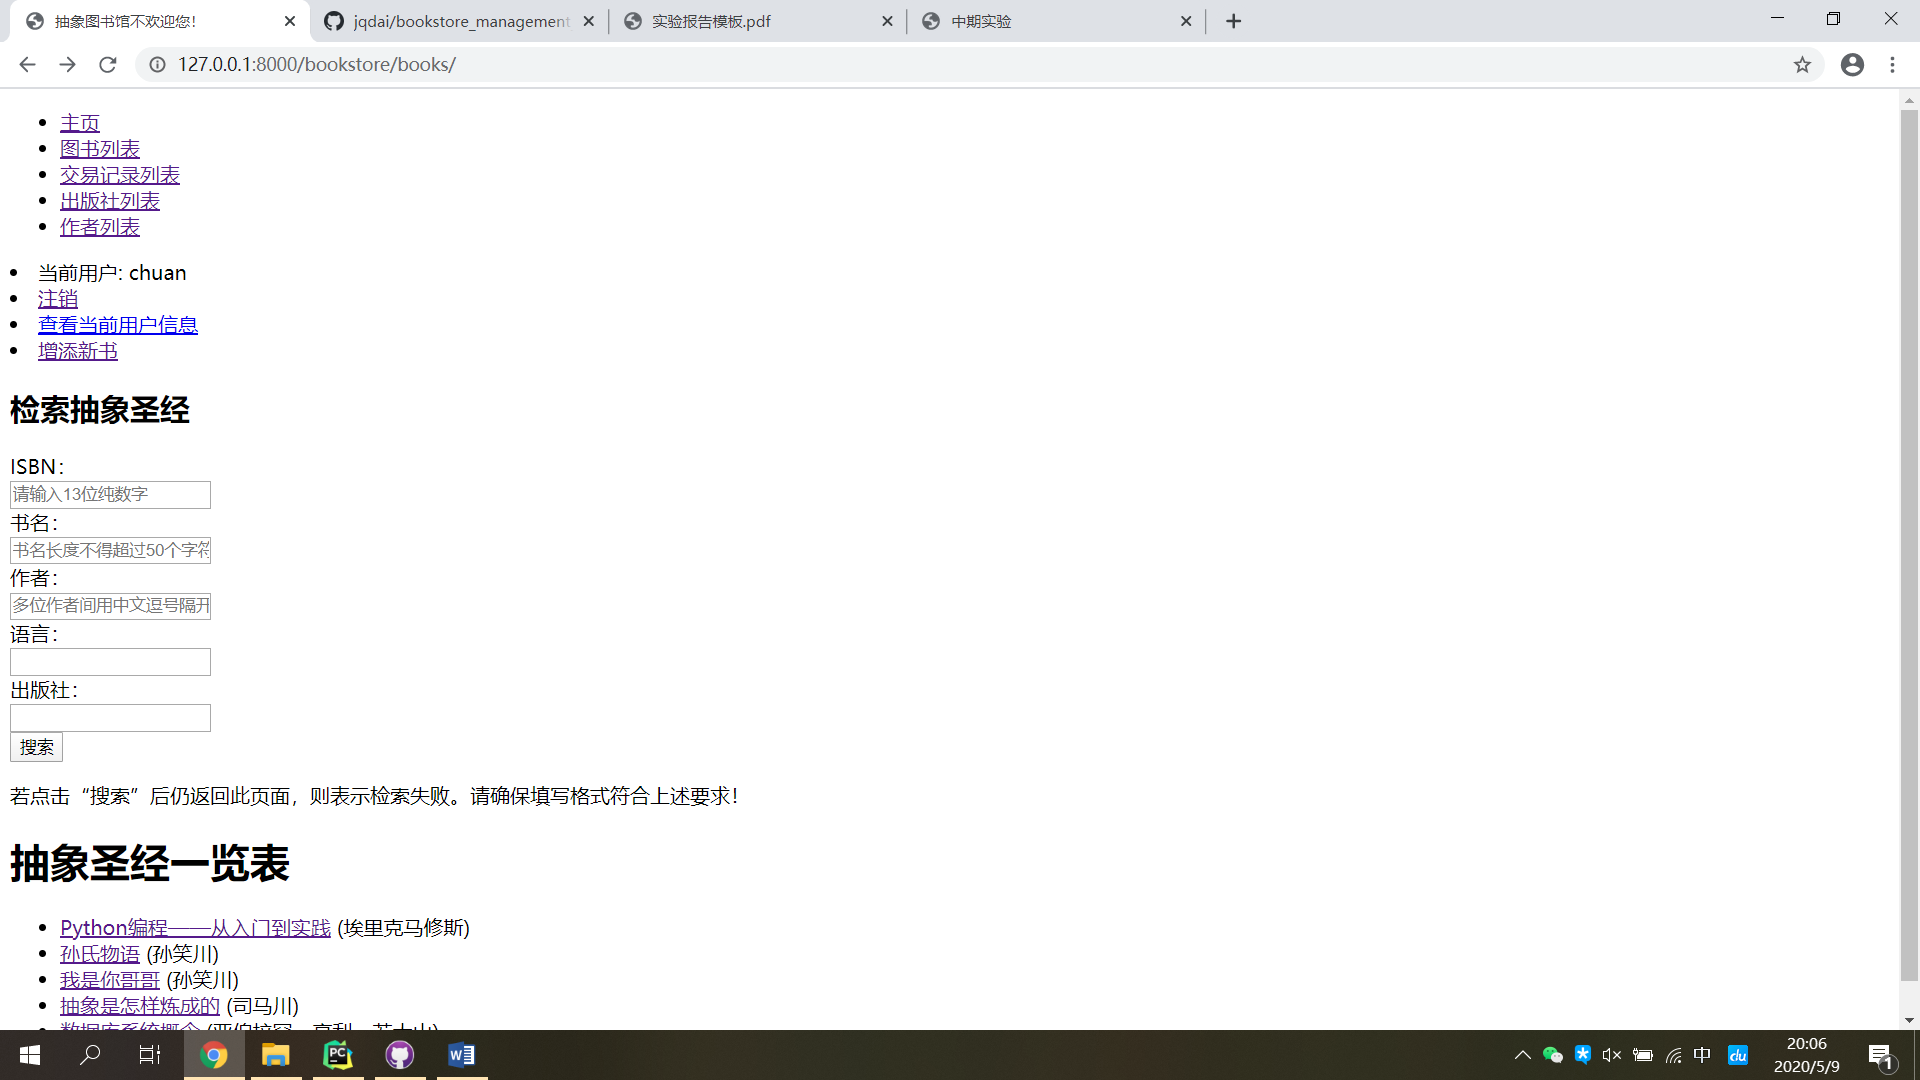 抽象图书馆不欢迎您!
jqdai/bookstore_management
实验报告模板.pdf
中期实验
127.0.0.1:8000/bookstore/books/
主页
图书列表
交易记录列表
出版社列表
作者列表
当前用户: chuan
注销
查看当前用户信息
增添新书
检索抽象圣经
ISBN：
请输入13位纯数字
书名：
书名长度不得超过50个字符
作者：
多位作者间用中文逗号隔开
语言：
出版社：
搜索
若点击“搜索”后仍返回此页面，则表示检索失败。请确保填写格式符合上述要求！
抽象圣经一览表
Python编程——从入门到实践 (埃里克马修斯)
孙氏物语 (孙笑川)
我是你哥哥 (孙笑川)
抽象是怎样炼成的 (司马川)
中
du
20:06
2020/5/9
1